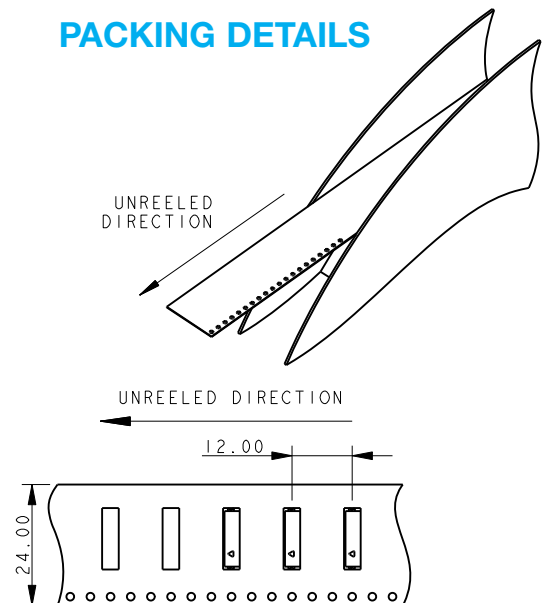 PACKING DETAILS
UNREELED
DIRECTION
UNREELED DIRECTION
12.00
24.00